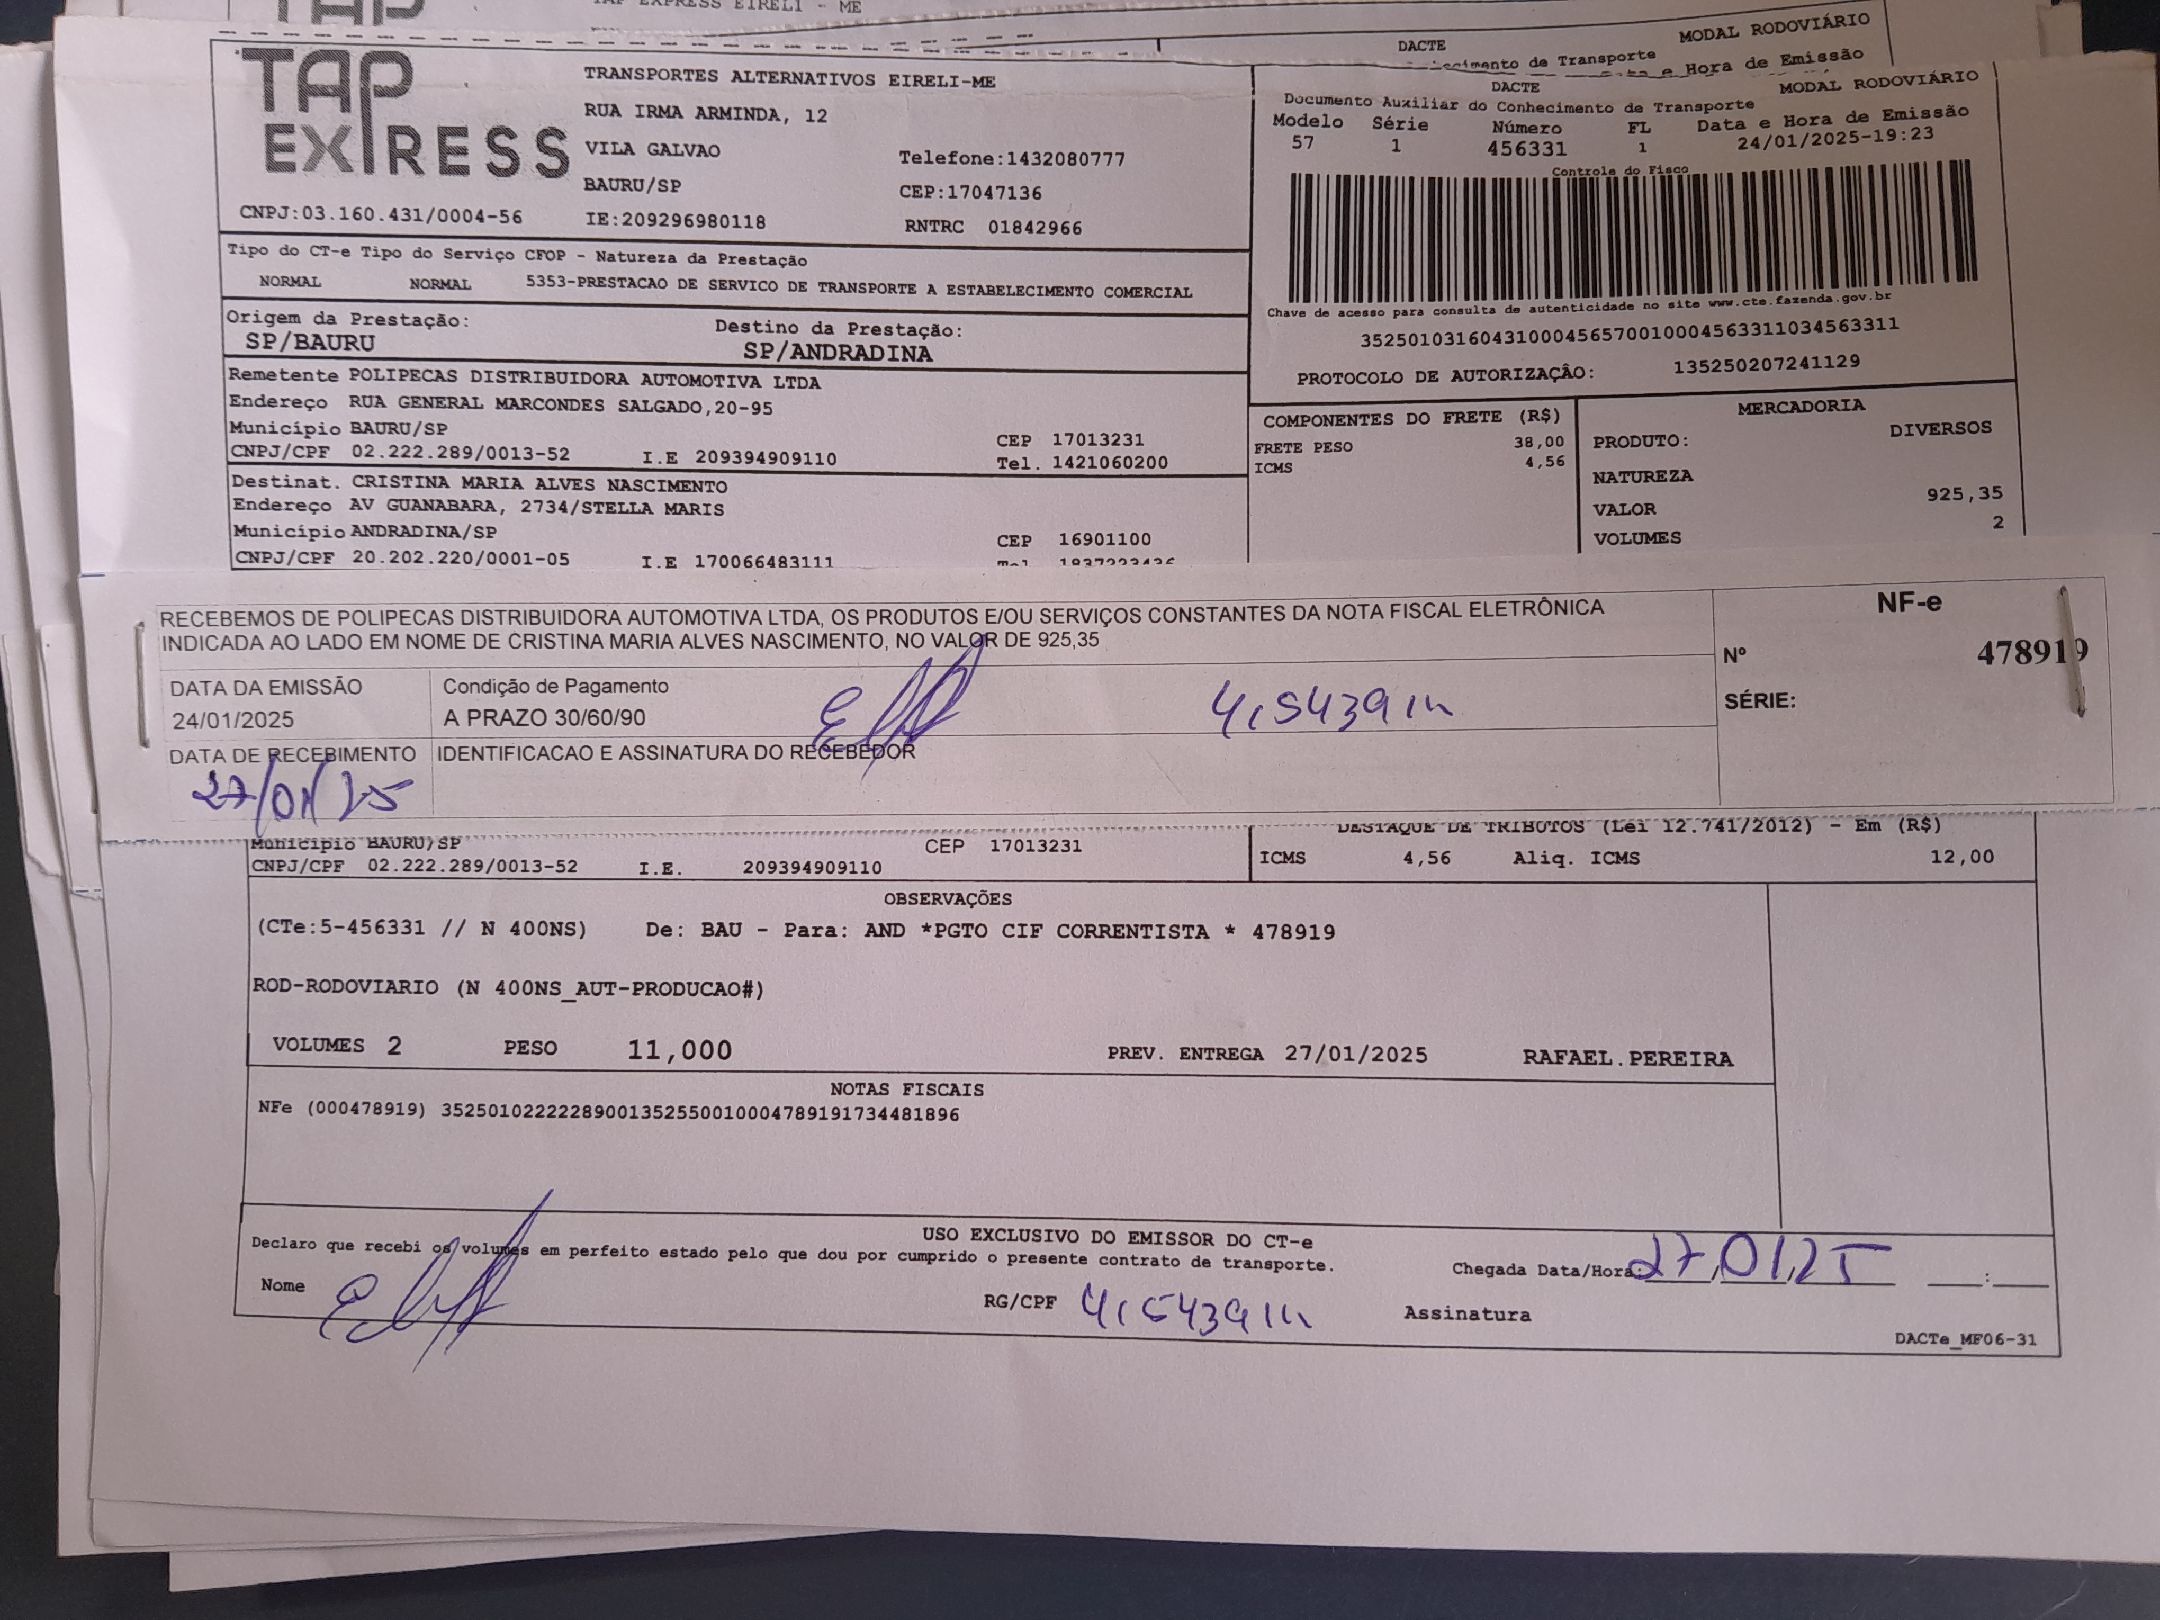 TAP EXPRESS EIRELI - ME
TAP
DACTE
MODAL RODOVIÁRIO
de Transporte
e Hora de Emissão
TAP
EXPRESS
CNPJ:03.160.431/0004-56
TRANSPORTES ALTERNATIVOS EIRELI-ME
RUA IRMA ARMINDA, 12
VILA GALVAO
Telefone:1432080777
BAURU/SP
CEP:17047136
IE:209296980118
RNTRC 01842966
DACTE
MODAL RODOVIÁRIO
Documento Auxiliar do Conhecimento de Transporte
Modelo Série Número FL Data e Hora de Emissão
57 1 456331 1 24/01/2025-19:23
Controle do Fisco
Chave de acesso para consulta de autenticidade no site www.cte.fazenda.gov.br
35250103160431000456570010004563311034563311
PROTOCOLO DE AUTORIZAÇÃO: 135250207241129
Tipo do CT-e Tipo do Serviço CFOP - Natureza da Prestação
NORMAL NORMAL 5353-PRESTACAO DE SERVICO DE TRANSPORTE A ESTABELECIMENTO COMERCIAL
Origem da Prestação: Destino da Prestação:
SP/BAURU SP/ANDRADINA
Remetente POLIPECAS DISTRIBUIDORA AUTOMOTIVA LTDA
Endereço RUA GENERAL MARCONDES SALGADO,20-95
Município BAURU/SP CEP 17013231
CNPJ/CPF 02.222.289/0013-52 I.E 209394909110 Tel. 1421060200
Destinat. CRISTINA MARIA ALVES NASCIMENTO
Endereço AV GUANABARA, 2734/STELLA MARIS
Município ANDRADINA/SP CEP 16901100
CNPJ/CPF 20.202.220/0001-05 I.E 170066483111
COMPONENTES DO FRETE (R$)
FRETE PESO 38,00
ICMS 4,56
MERCADORIA
PRODUTO: DIVERSOS
NATUREZA
VALOR 925,35
VOLUMES 2
RECEBEMOS DE POLIPECAS DISTRIBUIDORA AUTOMOTIVA LTDA, OS PRODUTOS E/OU SERVIÇOS CONSTANTES DA NOTA FISCAL ELETRÔNICA
INDICADA AO LADO EM NOME DE CRISTINA MARIA ALVES NASCIMENTO, NO VALOR DE 925,35
NF-e
Nº 478919
SÉRIE:
DATA DA EMISSÃO Condição de Pagamento
24/01/2025 A PRAZO 30/60/90
DATA DE RECEBIMENTO IDENTIFICACAO E ASSINATURA DO RECEBEDOR
27/01/25
Município BAURU/SP CEP 17013231
CNPJ/CPF 02.222.289/0013-52 I.E. 209394909110
DESTAQUE DE TRIBUTOS (Lei 12.741/2012) - Em (R$)
ICMS 4,56 Aliq. ICMS 12,00
OBSERVAÇÕES
(CTe:5-456331 // N 400NS) De: BAU - Para: AND *PGTO CIF CORRENTISTA * 478919
ROD-RODOVIARIO (N 400NS_AUT-PRODUCAO#)
VOLUMES 2 PESO 11,000 PREV. ENTREGA 27/01/2025 RAFAEL.PEREIRA
NOTAS FISCAIS
NFe (000478919) 35250102222289001352550010004789191734481896
USO EXCLUSIVO DO EMISSOR DO CT-e
Declaro que recebi os volumes em perfeito estado pelo que dou por cumprido o presente contrato de transporte.
Chegada Data/Hora: 27,01,25 :
Nome RG/CPF Assinatura
DACTe_MF06-31